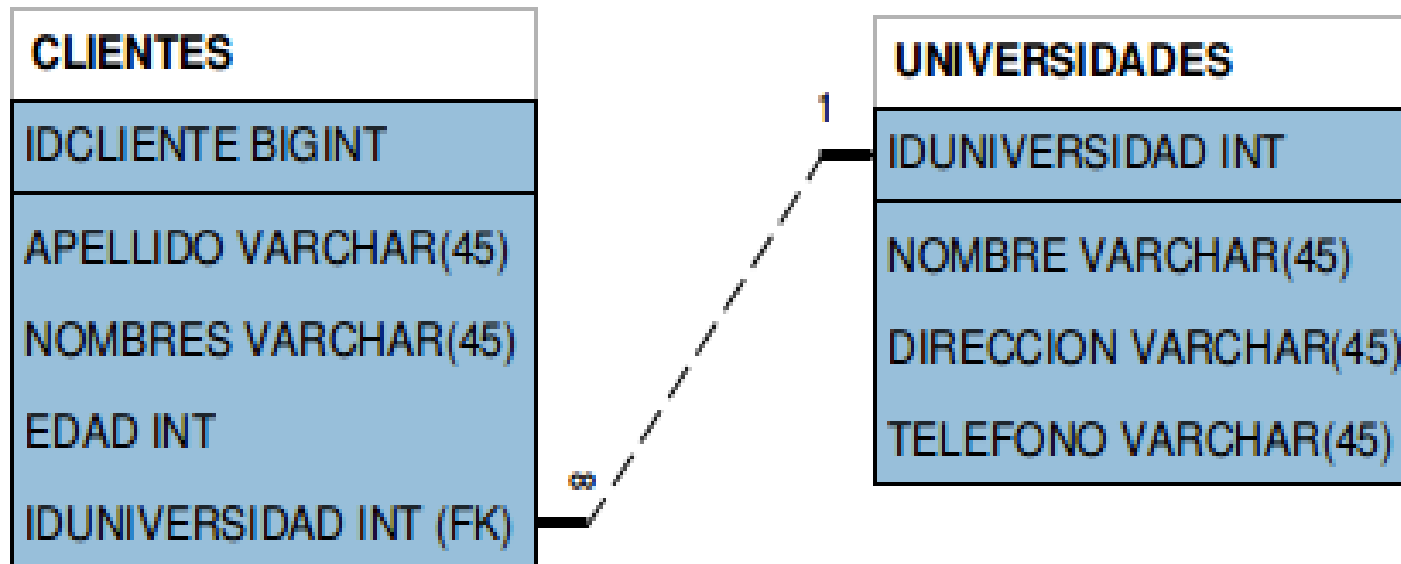 CLIENTES
IDCLIENTE BIGINT
APELLIDO VARCHAR(45)
NOMBRES VARCHAR(45)
EDAD INT
IDUNIVERSIDAD INT (FK)
∞
1
UNIVERSIDADES
IDUNIVERSIDAD INT
NOMBRE VARCHAR(45)
DIRECCION VARCHAR(45)
TELEFONO VARCHAR(45)